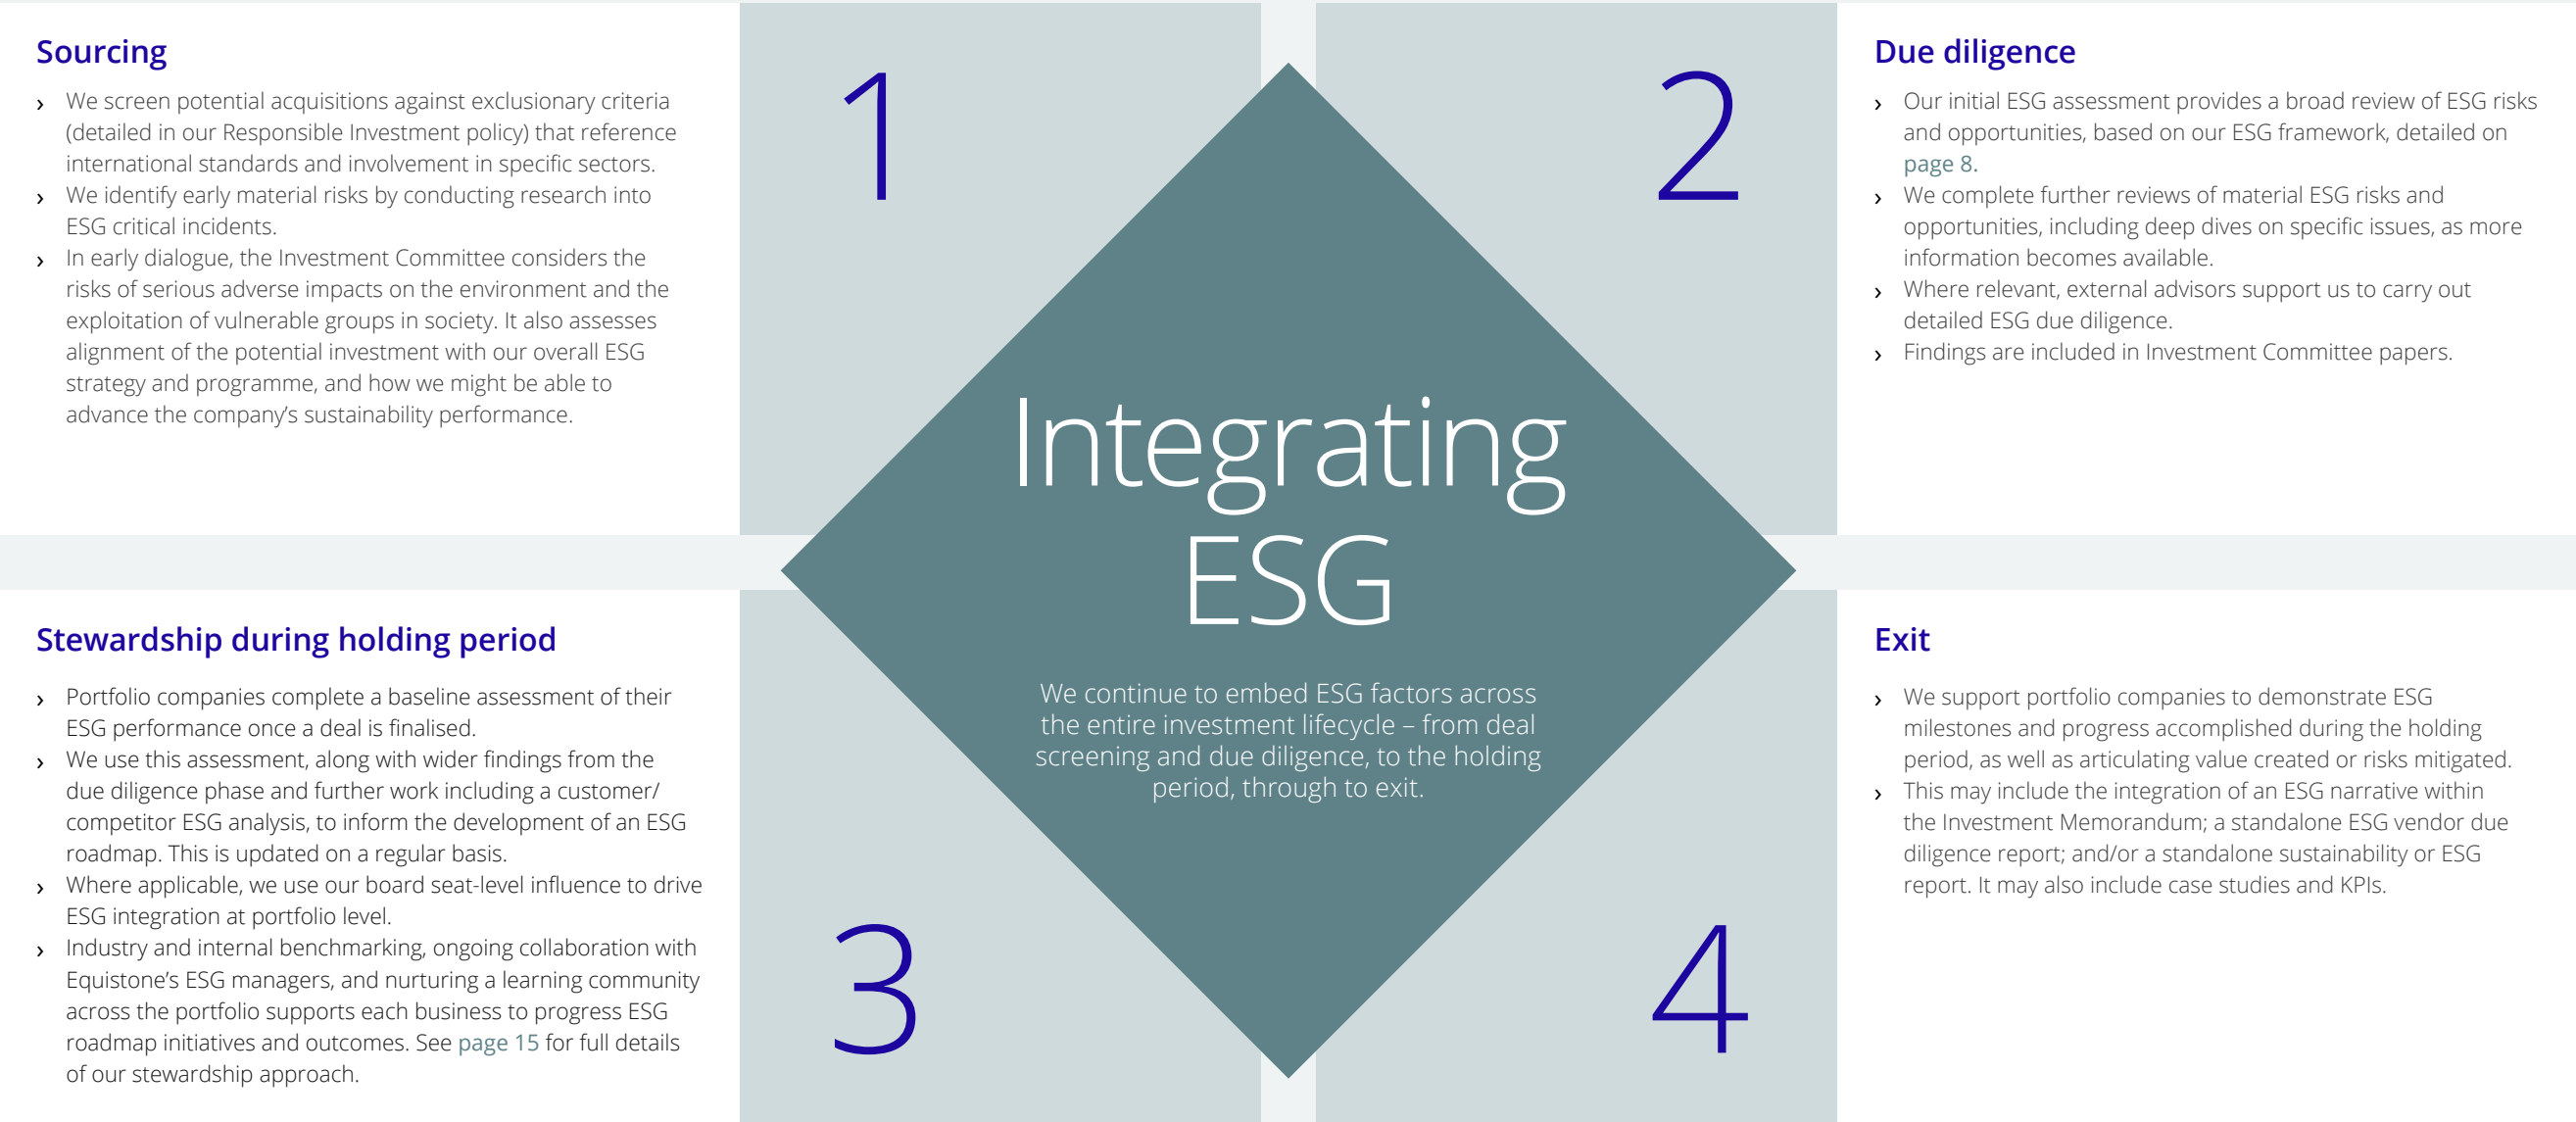 Sourcing
› We screen potential acquisitions against exclusionary criteria
(detailed in our Responsible Investment policy) that reference
international standards and involvement in specific sectors.
› We identify early material risks by conducting research into
ESG critical incidents.
› In early dialogue, the Investment Committee considers the
risks of serious adverse impacts on the environment and the
exploitation of vulnerable groups in society. It also assesses
alignment of the potential investment with our overall ESG
strategy and programme, and how we might be able to
advance the company’s sustainability performance.
1
2
Due diligence
› Our initial ESG assessment provides a broad review of ESG risks
and opportunities, based on our ESG framework, detailed on
page 8.
› We complete further reviews of material ESG risks and
opportunities, including deep dives on specific issues, as more
information becomes available.
› Where relevant, external advisors support us to carry out
detailed ESG due diligence.
› Findings are included in Investment Committee papers.
Integrating
ESG
We continue to embed ESG factors across
the entire investment lifecycle – from deal
screening and due diligence, to the holding
period, through to exit.
Stewardship during holding period
› Portfolio companies complete a baseline assessment of their
ESG performance once a deal is finalised.
› We use this assessment, along with wider findings from the
due diligence phase and further work including a customer/
competitor ESG analysis, to inform the development of an ESG
roadmap. This is updated on a regular basis.
› Where applicable, we use our board seat-level influence to drive
ESG integration at portfolio level.
› Industry and internal benchmarking, ongoing collaboration with
Equistone’s ESG managers, and nurturing a learning community
across the portfolio supports each business to progress ESG
roadmap initiatives and outcomes. See page 15 for full details
of our stewardship approach.
3
4
Exit
› We support portfolio companies to demonstrate ESG
milestones and progress accomplished during the holding
period, as well as articulating value created or risks mitigated.
› This may include the integration of an ESG narrative within
the Investment Memorandum; a standalone ESG vendor due
diligence report; and/or a standalone sustainability or ESG
report. It may also include case studies and KPIs.